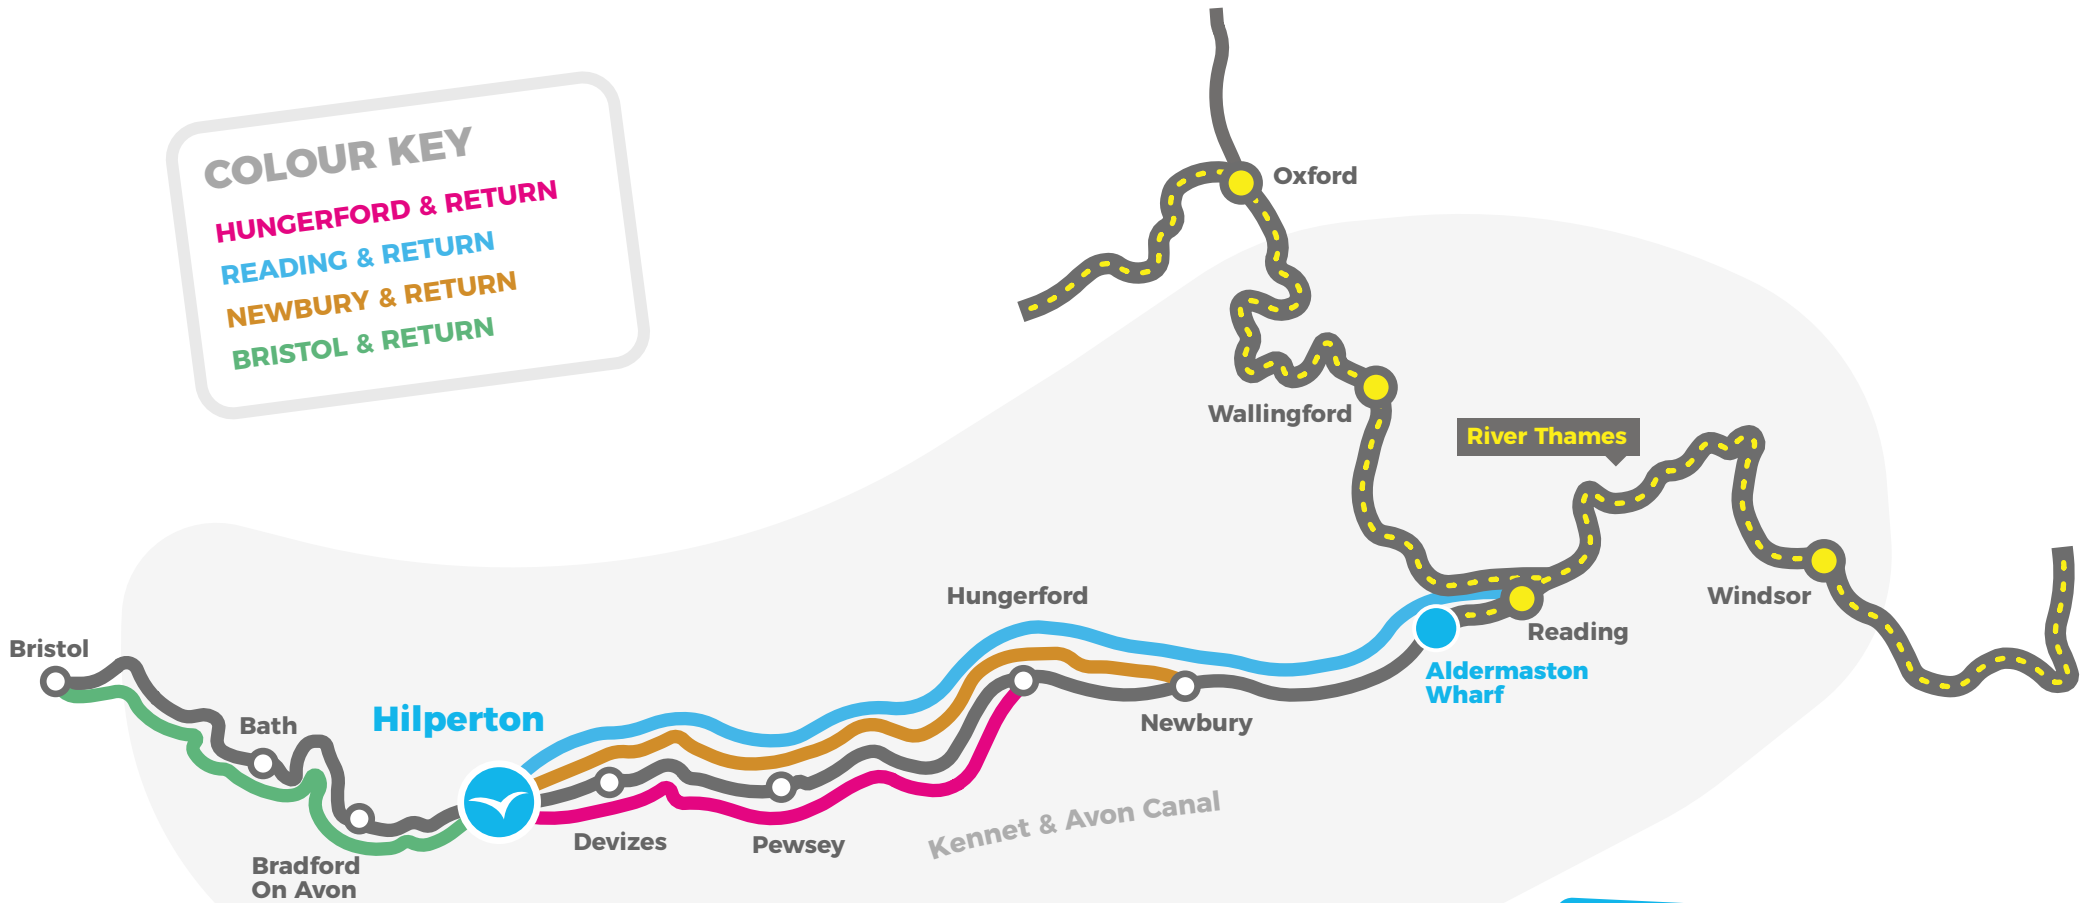 COLOUR KEY
HUNGERFORD & RETURN
READING & RETURN
NEWBURY & RETURN
BRISTOL & RETURN
Oxford
Wallingford
River Thames
Windsor
Hungerford
Reading
Aldermaston
Wharf
Newbury
Bristol
Bath
Hilperton
Devizes
Pewsey
Kennet & Avon Canal
Bradford
On Avon